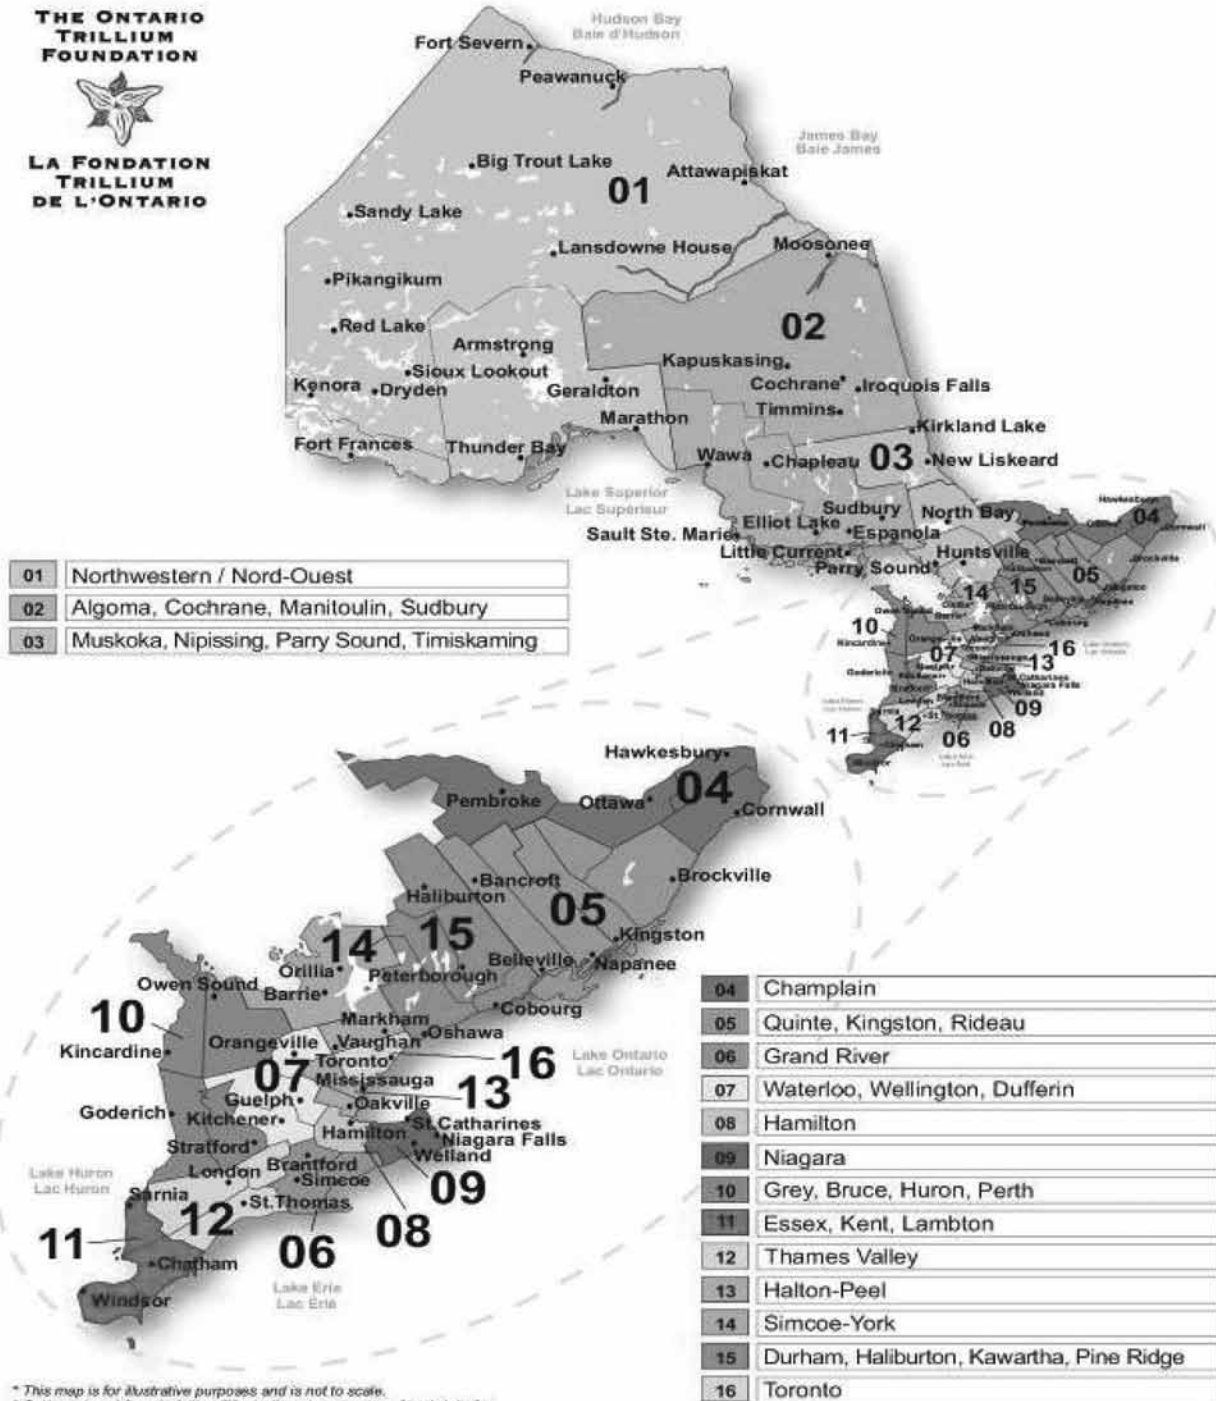 THE ONTARIO
TRILLIUM
FOUNDATION
LA FONDATION
TRILLIUM
DE L'ONTARIO
Hudson Bay
Baie d'Hudson
Fort Severn
Peawanuck
James Bay
Baie James
Big Trout Lake
Attawapiskat
01
Sandy Lake
Lansdowne House
Moosonee
Pikangikum
Red Lake
02
Armstrong
Kapuskasing
Sioux Lookout
Kenora
Dryden
Geraldton
Cochrane
Iroquois Falls
Timmins
Marathon
Kirkland Lake
Fort Frances
Thunder Bay
Wawa
Chapleau
03
New Liskeard
Lake Superior
Lac Supérieur
Sudbury
North Bay
Elliot Lake
Espanola
Sault Ste. Marie
Little Current
Huntsville
Parry Sound
Hawkesbury
04
Cornwall
05
14
15
10
Kincardine
16
07
13
Goderich
St.Catharines
Niagara Falls
09
12
08
11
06
01 Northwestern / Nord-Ouest
02 Algoma, Cochrane, Manitoulin, Sudbury
03 Muskoka, Nipissing, Parry Sound, Timiskaming
Hawkesbury
Pembroke
Ottawa
04
Cornwall
Bancroft
Brockville
Haliburton
05
15
14
Kingston
Orillia
Peterborough
Belleville
Napanee
Owen Sound
Barrie
Cobourg
10
Markham
Oshawa
Kincardine
Orangeville
Vaughan
Toronto
16
Lake Ontario
Lac Ontario
07
Mississauga
13
Goderich
Guelph
Oakville
Kitchener
Hamilton
St.Catharines
Niagara Falls
Stratford
Welland
London
Brantford
Simcoe
09
Lake Huron
Lac Huron
Sarnia
St.Thomas
12
08
11
06
Chatham
Lake Erie
Lac Érié
Windsor
04 Champlain
05 Quinte, Kingston, Rideau
06 Grand River
07 Waterloo, Wellington, Dufferin
08 Hamilton
09 Niagara
10 Grey, Bruce, Huron, Perth
11 Essex, Kent, Lambton
12 Thames Valley
13 Halton-Peel
14 Simcoe-York
15 Durham, Haliburton, Kawartha, Pine Ridge
16 Toronto
* This map is for illustrative purposes and is not to scale.